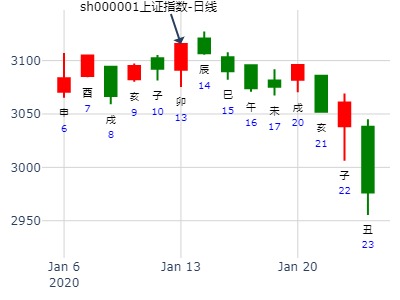 sh000001上证指数-日线
3100
3050
3000
2950
甲
6
酉
7
戌
8
亥
9
子
10
卯
13
辰
14
巳
15
午
16
未
17
戌
20
亥
21
子
22
丑
23
Jan 6
2020
Jan 13
Jan 20